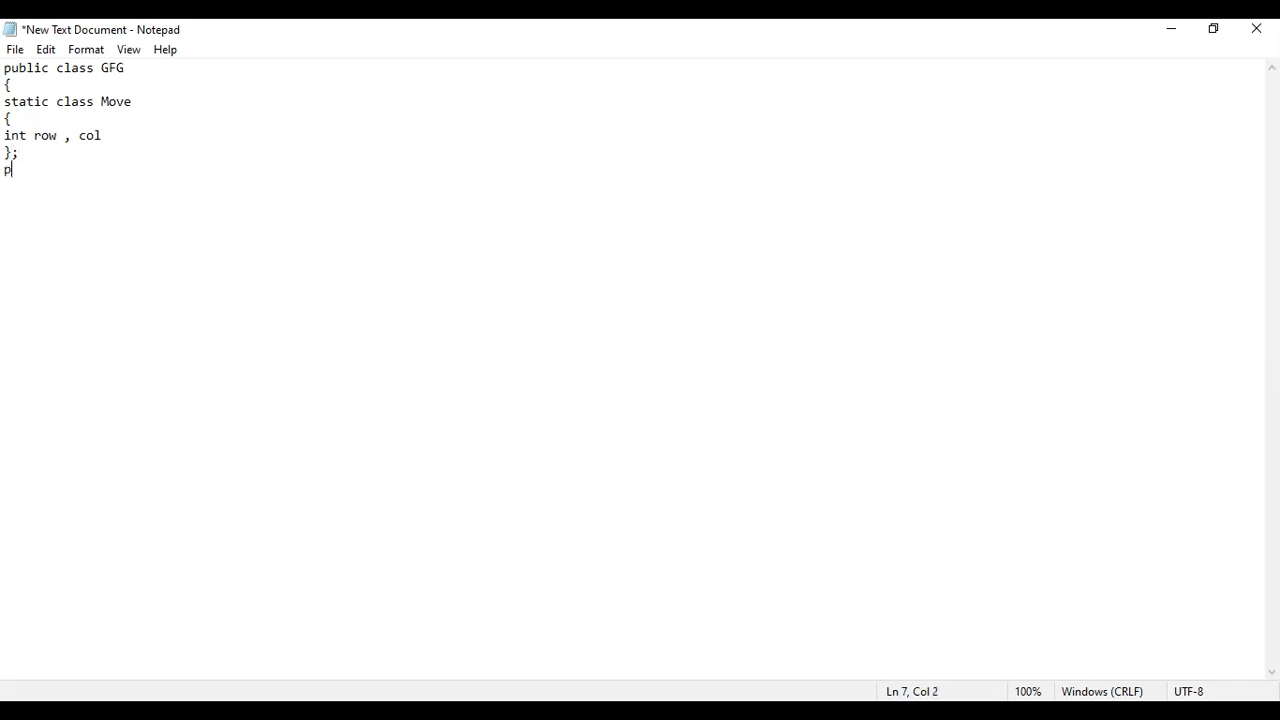 *New Text Document - Notepad
File Edit Format View Help
public class GFG
{
static class Move
{
int row , col
};
p
Ln 7, Col 2 100% Windows (CRLF) UTF-8